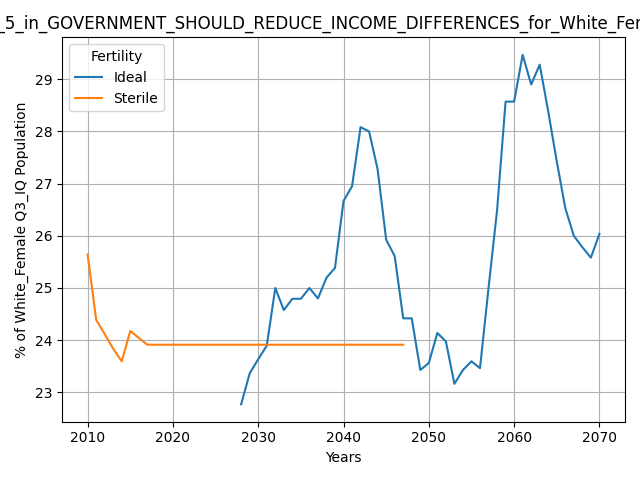 _5_in_GOVERNMENT_SHOULD_REDUCE_INCOME_DIFFERENCES_for_White_Fe
Fertility
Ideal
Sterile
% of White_Female Q3_IQ Population
29
28
27
26
25
24
23
2010 2020 2030 2040 2050 2060 2070
Years